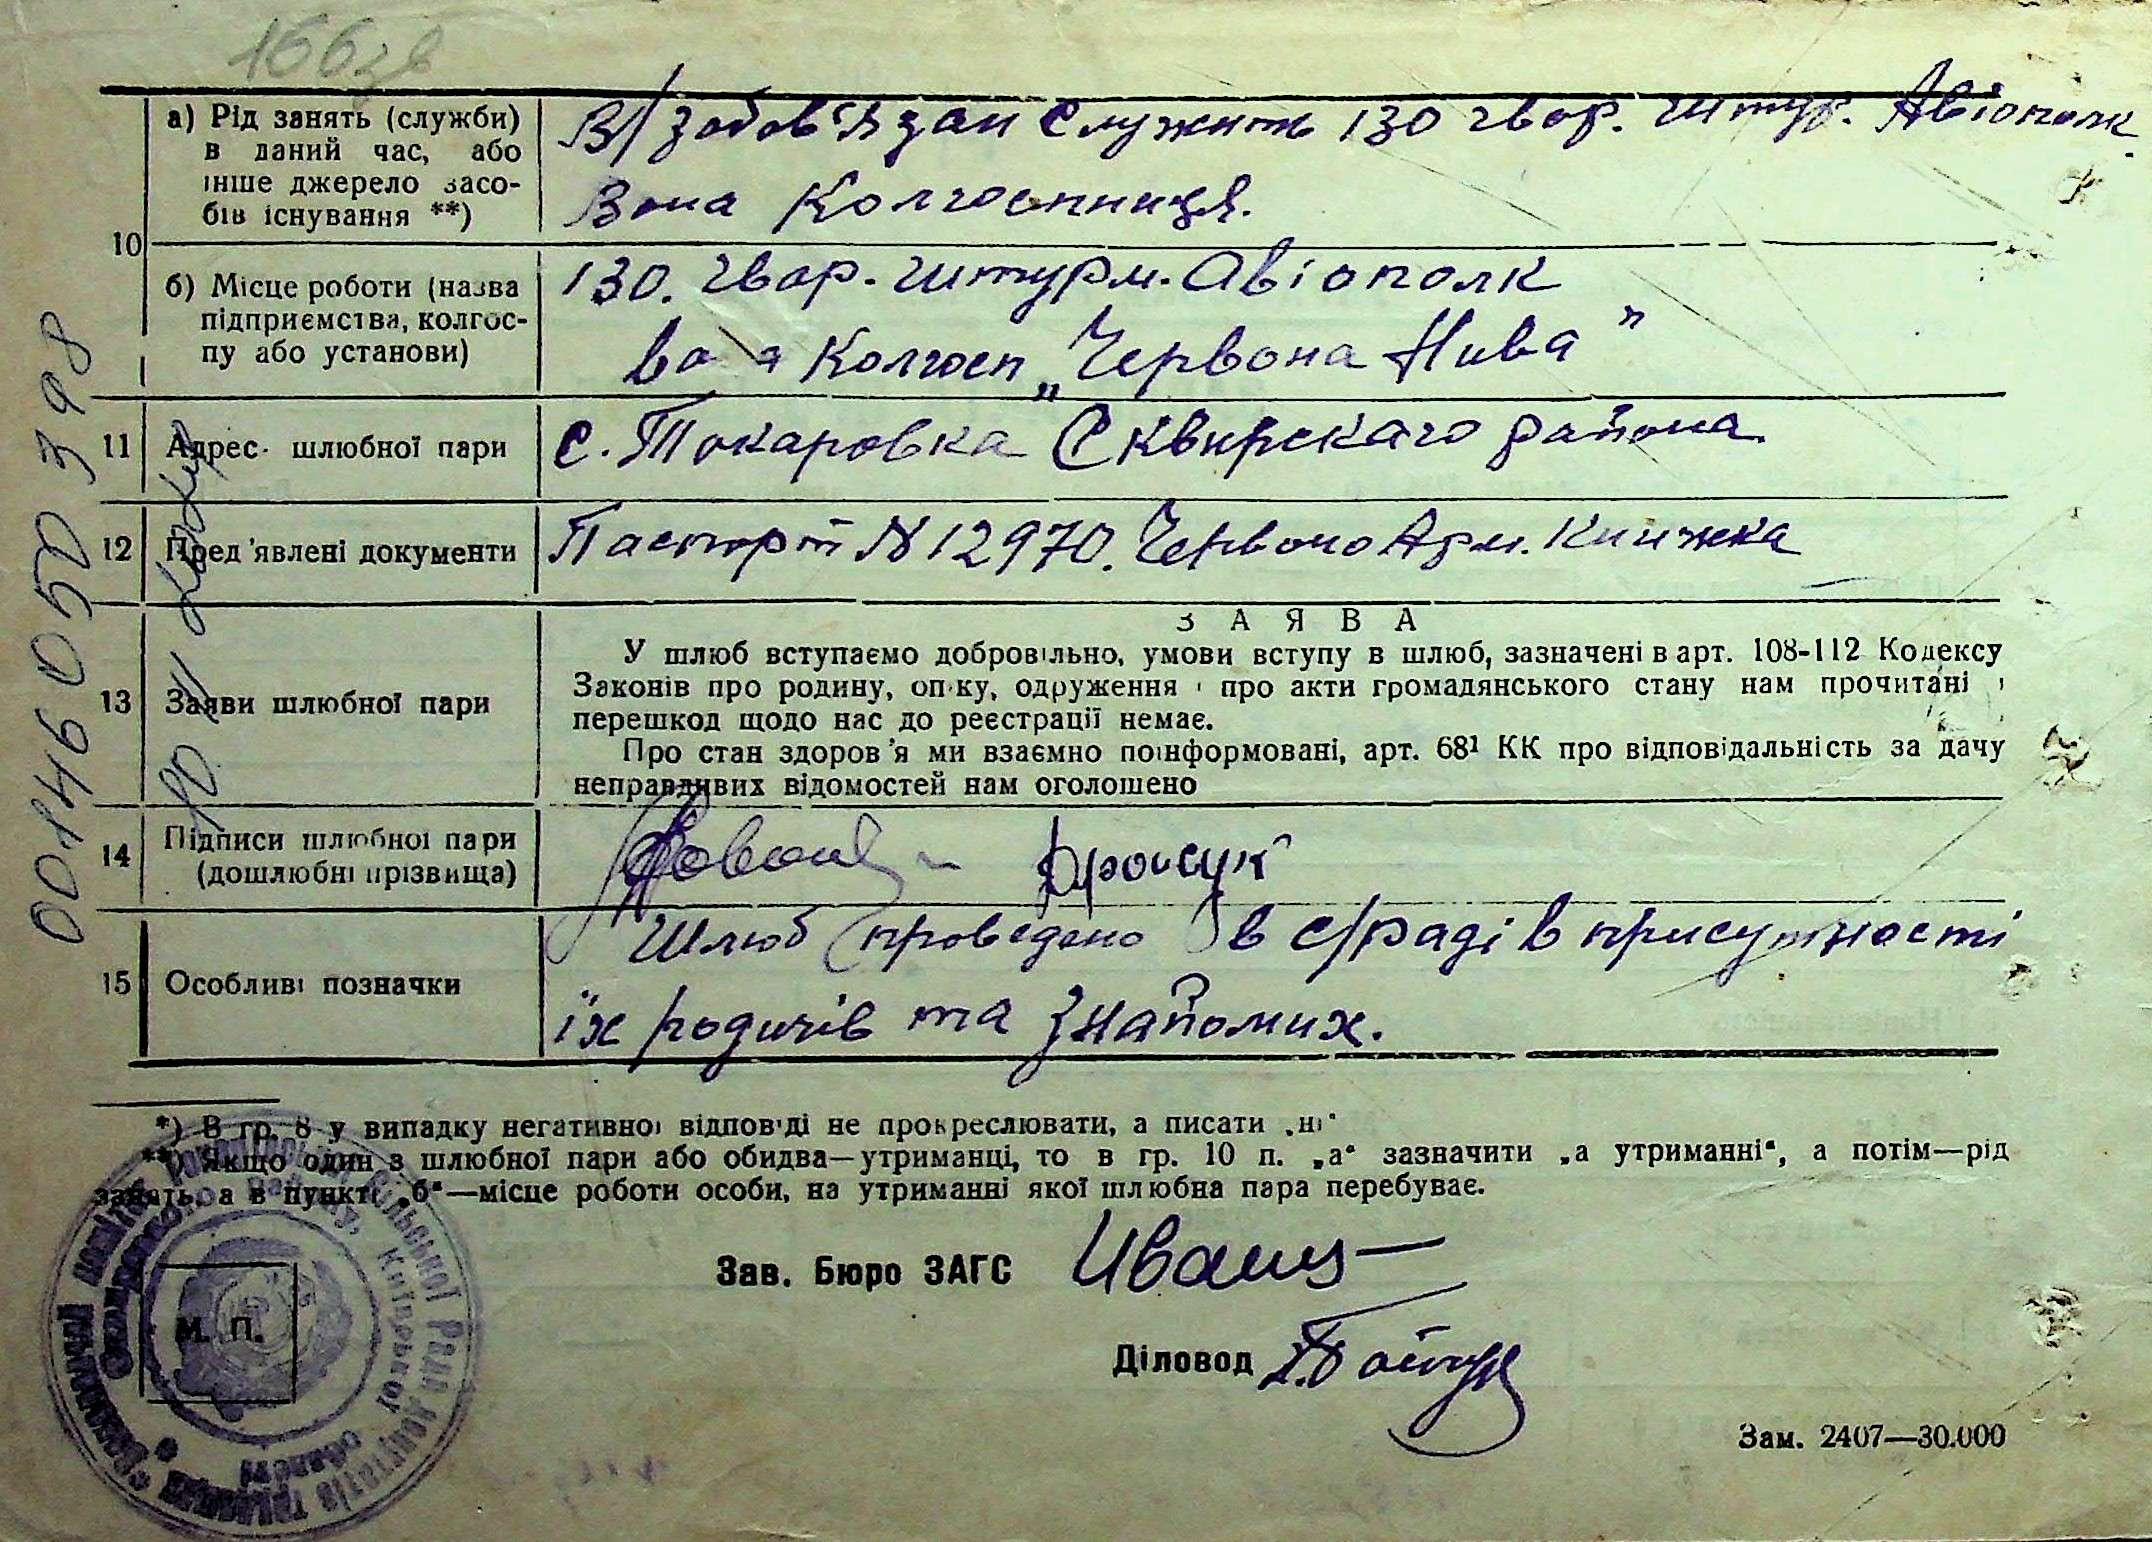 166зв
10
а) Рід занять (служби) в даний час, або інше джерело засобів існування **)
В/зобов'язан служить 130 гвар. штур. Авіополк
Вона Колгоспниця.
б) Місце роботи (назва підприємства, колгоспу або установи)
130. гвар. штурм. Авіополк
вона Колгосп „Червона Нива"
11 Адрес шлюбної пари
с. Токаровка Сквирскаго района
12 Пред'явлені документи
Паспорт N 12970. Червоно Арм. Книжка
13 Заяви шлюбної пари
ЗАЯВА
У шлюб вступаємо добровільно, умови вступу в шлюб, зазначені в арт. 108-112 Кодексу
Законів про родину, опіку, одруження і про акти громадянського стану нам прочитані і
перешкод щодо нас до реєстрації немає.
Про стан здоров'я ми взаємно поінформовані, арт. 68¹ КК про відповідальність за дачу
неправдивих відомостей нам оголошено
14 Підписи шлюбної пари (дошлюбні прізвища)
15 Особливі позначки
Шлюб проведено в с/раді в присутності
їх родичів та знайомих.
*) В гр. 8 у випадку негативної відповіді не прокреслювати, а писати „ні"
**) Якщо один з шлюбної пари або обидва—утриманці, то в гр. 10 п. „а" зазначити „а утриманні", а потім—рід
занять, а в пункті „б"—місце роботи особи, на утриманні якої шлюбна пара перебуває.
Зав. Бюро ЗАГС
Діловод
М. П.
Зам. 2407—30.000
00146 050 398